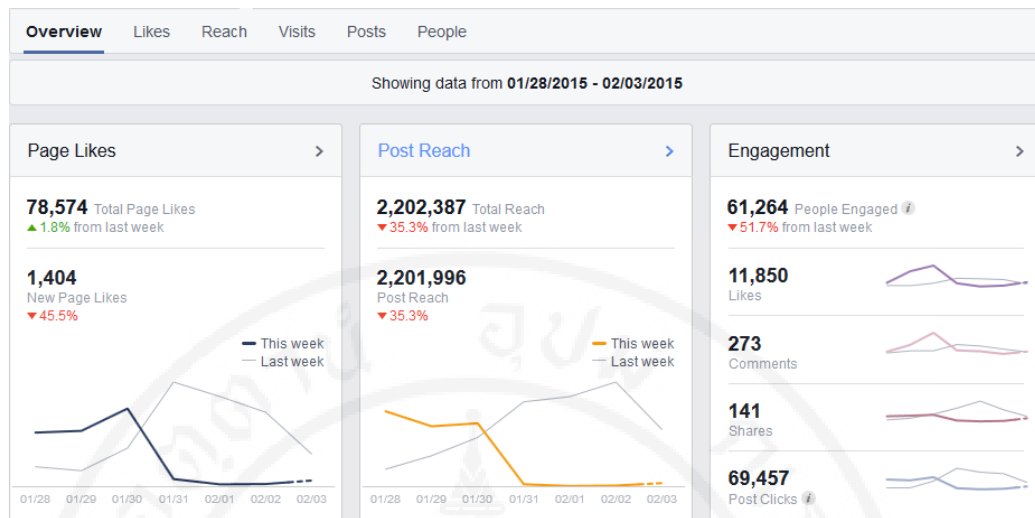 Overview Likes Reach Visits Posts People
Showing data from 01/28/2015 - 02/03/2015
Page Likes
78,574 Total Page Likes
1.8% from last week
1,404
New Page Likes
45.5%
This week
Last week
01/28 01/29 01/30 01/31 02/01 02/02 02/03
Post Reach
2,202,387 Total Reach
35.3% from last week
2,201,996
Post Reach
35.3%
This week
Last week
01/28 01/29 01/30 01/31 02/01 02/02 02/03
Engagement
61,264 People Engaged i
51.7% from last week
11,850
Likes
273
Comments
141
Shares
69,457
Post Clicks i